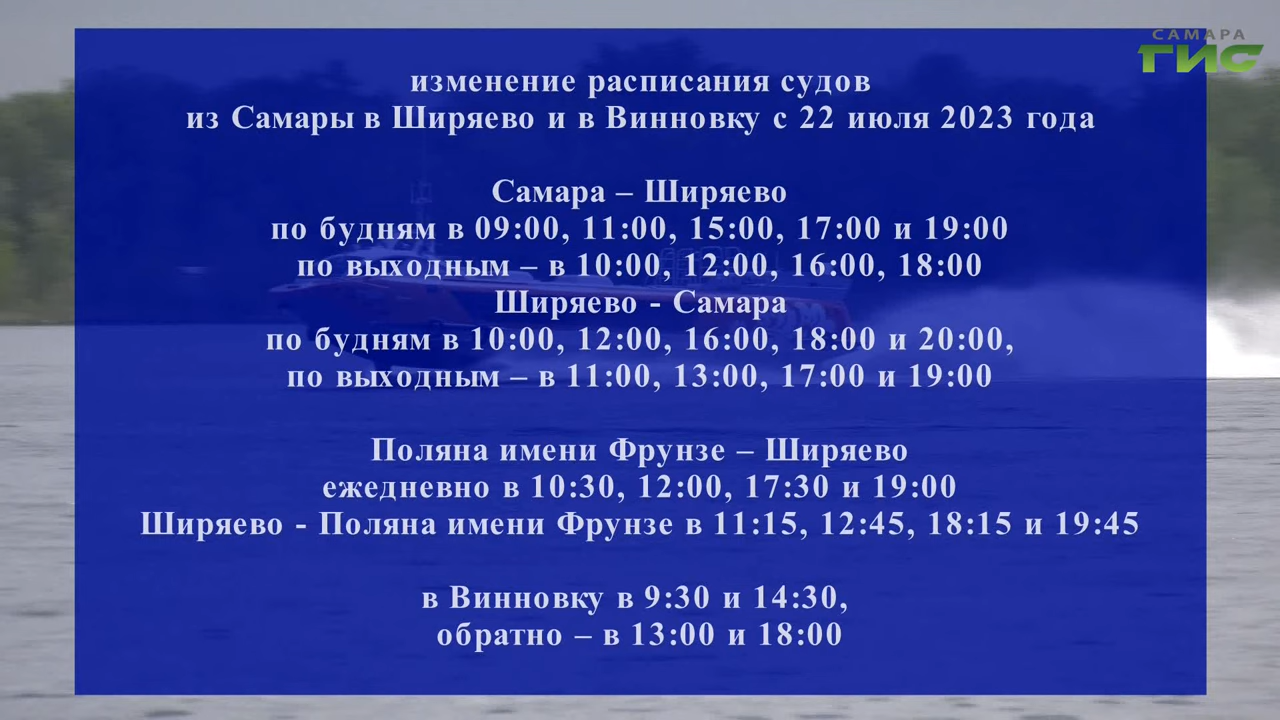 САМАРА
ГИС
изменение расписания судов
из Самары в Ширяево и в Винновку с 22 июля 2023 года
Самара – Ширяево
по будням в 09:00, 11:00, 15:00, 17:00 и 19:00
по выходным – в 10:00, 12:00, 16:00, 18:00
Ширяево - Самара
по будням в 10:00, 12:00, 16:00, 18:00 и 20:00,
по выходным – в 11:00, 13:00, 17:00 и 19:00
Поляна имени Фрунзе – Ширяево
ежедневно в 10:30, 12:00, 17:30 и 19:00
Ширяево - Поляна имени Фрунзе в 11:15, 12:45, 18:15 и 19:45
в Винновку в 9:30 и 14:30,
обратно – в 13:00 и 18:00